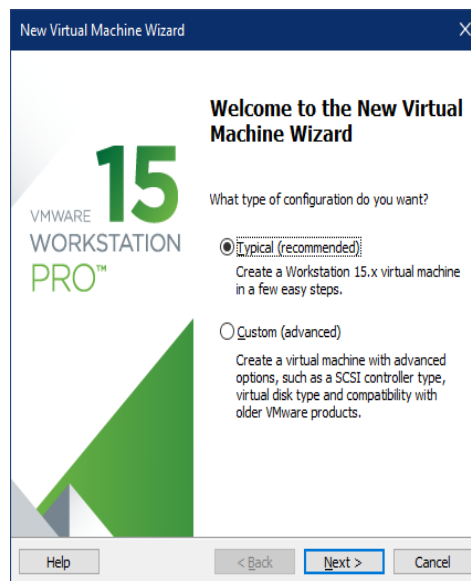 New Virtual Machine Wizard
X
VMWARE 15
WORKSTATION
PRO™
Welcome to the New Virtual
Machine Wizard
What type of configuration do you want?
Typical (recommended)
Create a Workstation 15.x virtual machine
in a few easy steps.
Custom (advanced)
Create a virtual machine with advanced
options, such as a SCSI controller type,
virtual disk type and compatibility with
older VMware products.
Help
< Back
Next >
Cancel